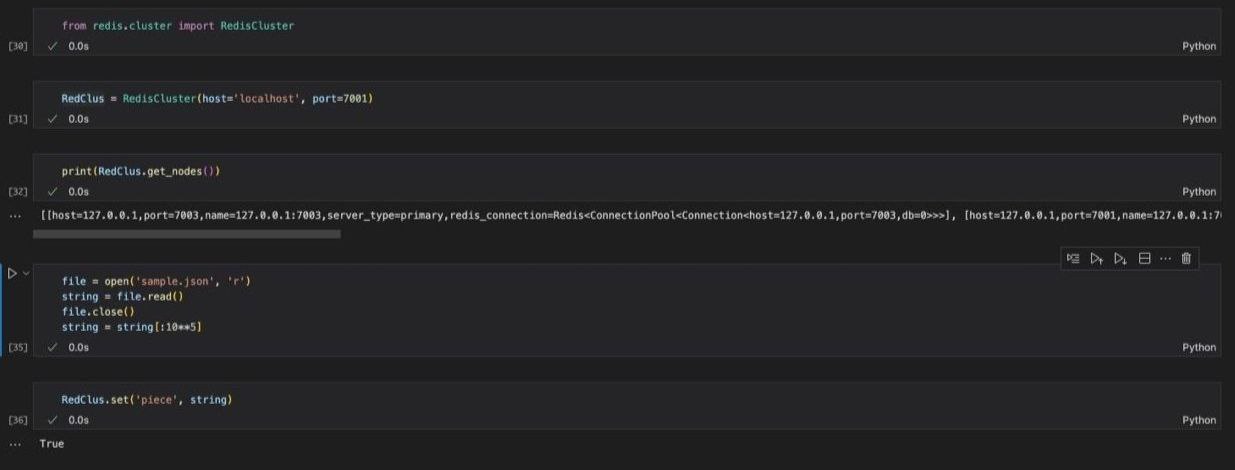 from redis.cluster import RedisCluster
[30] 0.0s Python
RedClus = RedisCluster(host='localhost', port=7001)
[31] 0.0s Python
print(RedClus.get_nodes())
[32] 0.0s Python
... [[host=127.0.0.1,port=7003,name=127.0.0.1:7003,server_type=primary,redis_connection=Redis<ConnectionPool<Connection<host=127.0.0.1,port=7003,db=0>>>], [host=127.0.0.1,port=7001,name=127.0.0.1:7
file = open('sample.json', 'r')
string = file.read()
file.close()
string = string[:10**5]
[35] 0.0s Python
RedClus.set('piece', string)
[36] 0.0s Python
... True